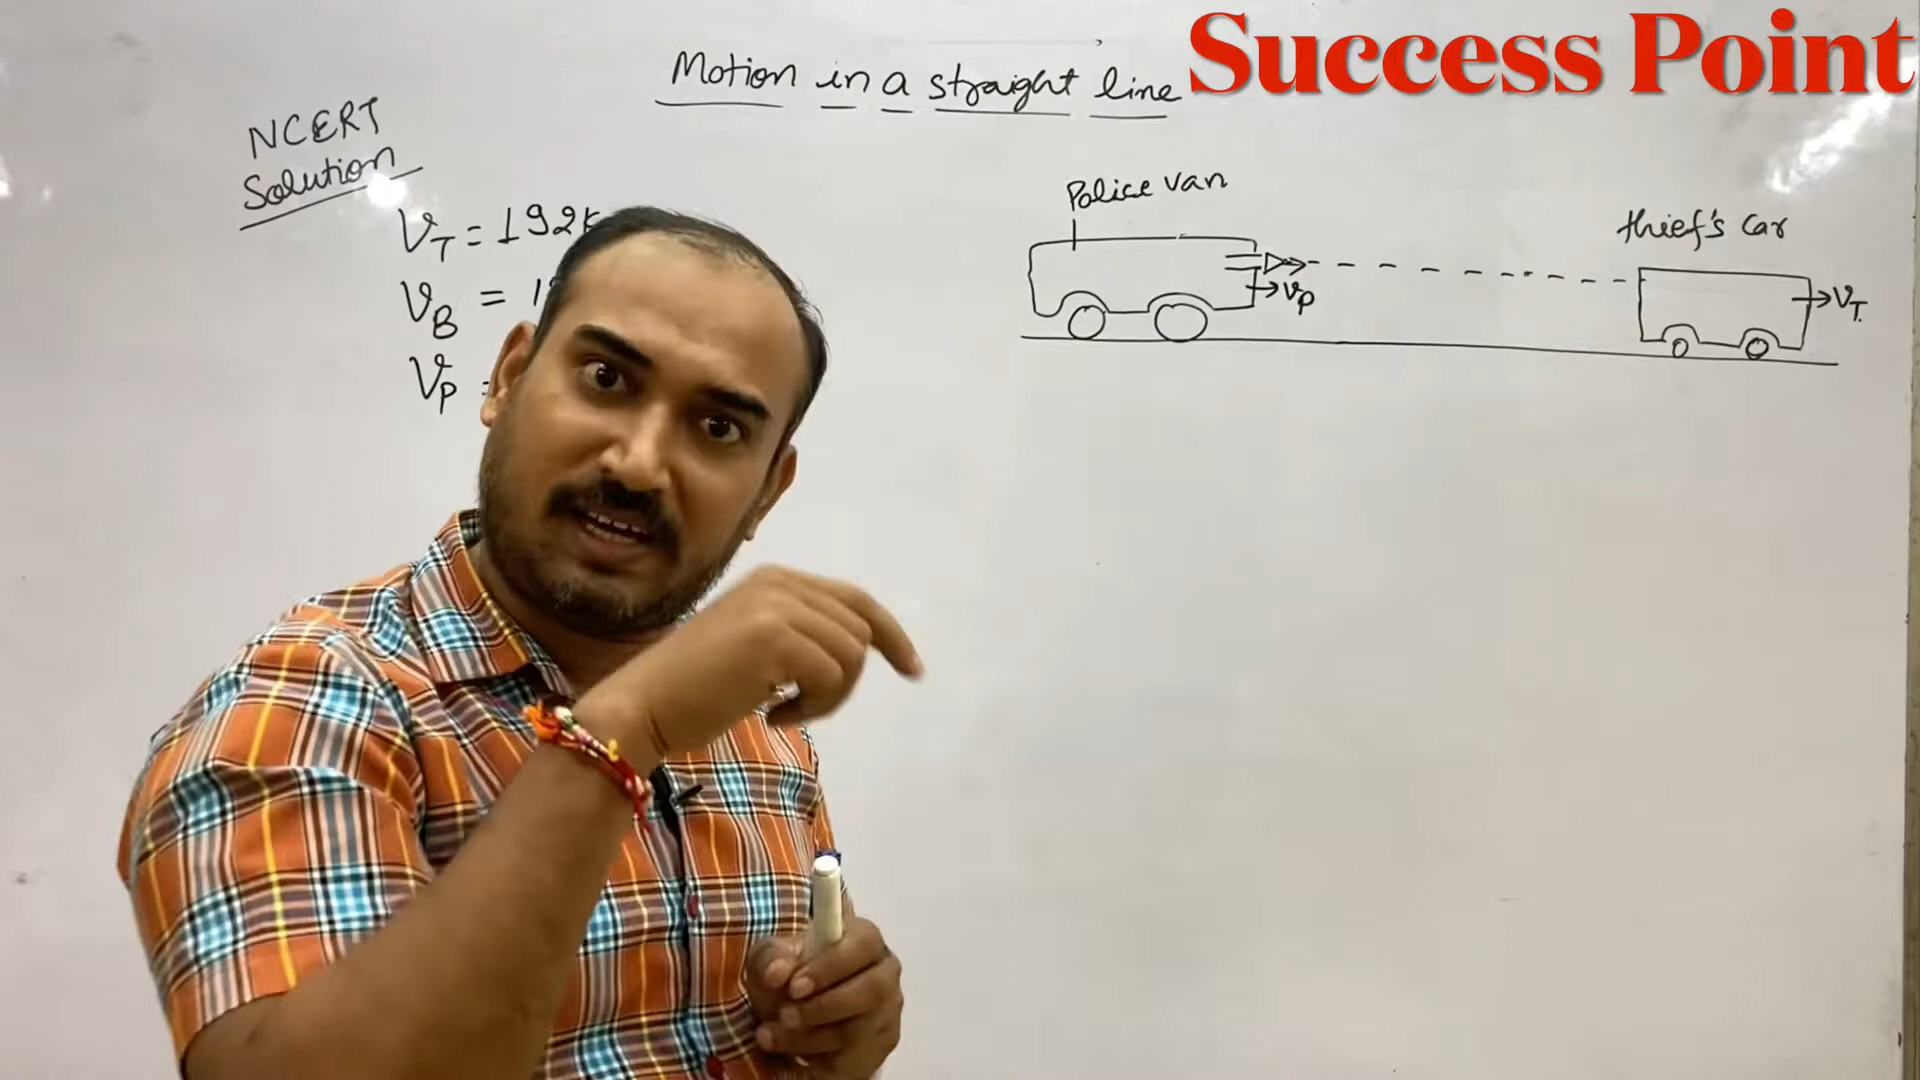 Success Point
Motion in a straight line
NCERT
Solution
Police van
thief's car
V_T = 192
V_B = 1
V_P
V_P
V_T